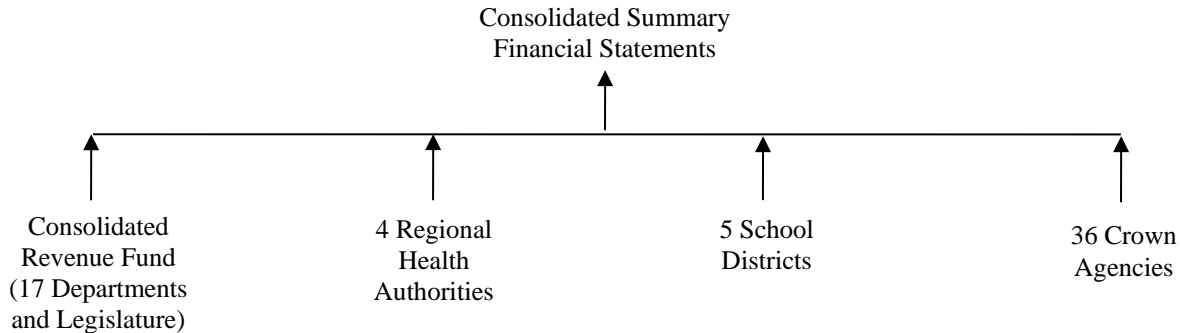 Consolidated Summary
Financial Statements
Consolidated
Revenue Fund
(17 Departments
and Legislature)
4 Regional
Health
Authorities
5 School
Districts
36 Crown
Agencies